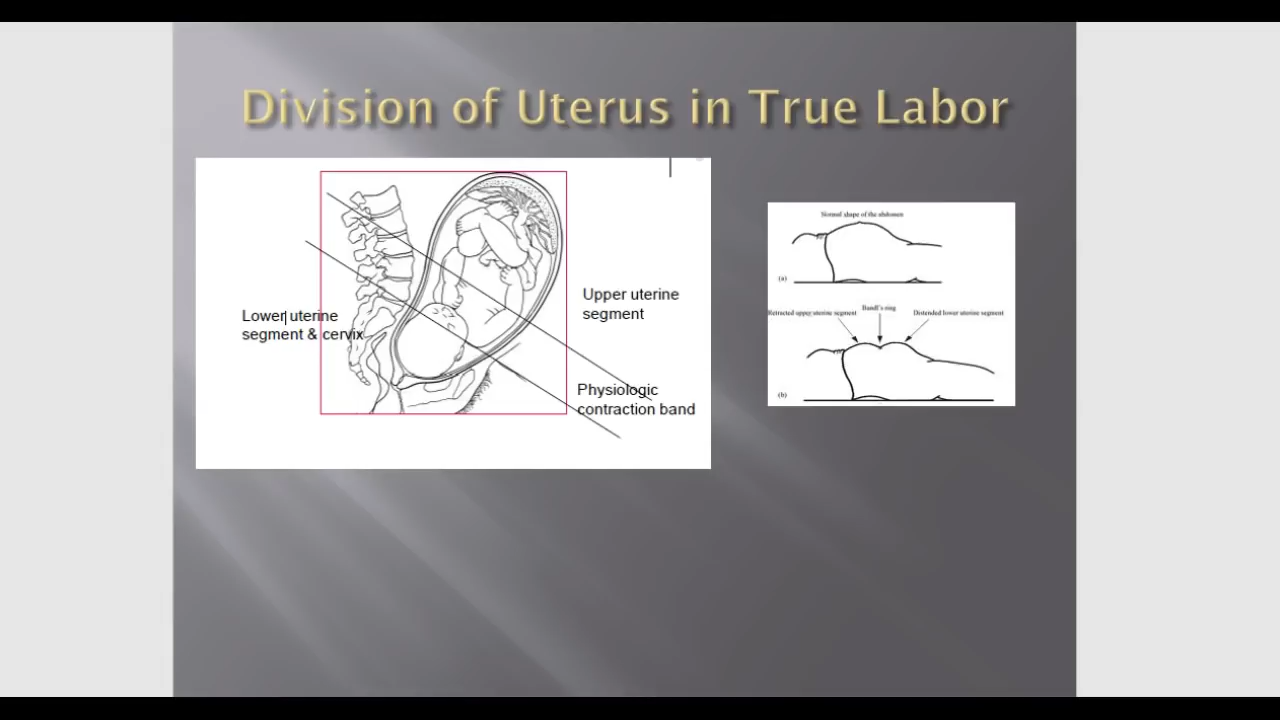 Division of Uterus in True Labor
Lower uterine
segment & cervix
Upper uterine
segment
Physiologic
contraction band
Normal shape of the abdomen
(a)
Bandl's ring
Retracted upper uterine segment
Distended lower uterine segment
(b)